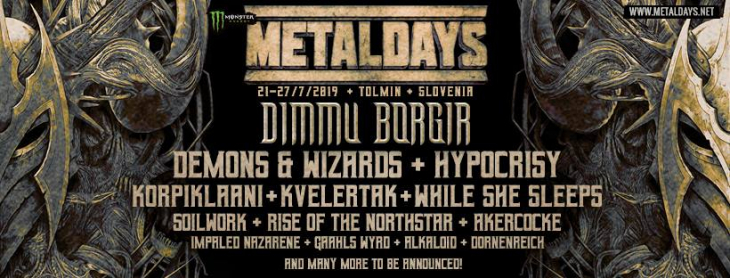 MONSTER
WWW.METALDAYS.NET
METALDAYS
21-27/7/2019 + TOLMIN + SLOVENIA
DIMMU BORGIR
DEMONS & WIZARDS + HYPOCRISY
KORPIKLAANI + KVELERTAK + WHILE SHE SLEEPS
SOILWORK + RISE OF THE NORTHSTAR + AKERCOCKE
IMPALED NAZARENE + GAAHLS WYRD + ALKALOID + DORNENREICH
AND MANY MORE TO BE ANNOUNCED!